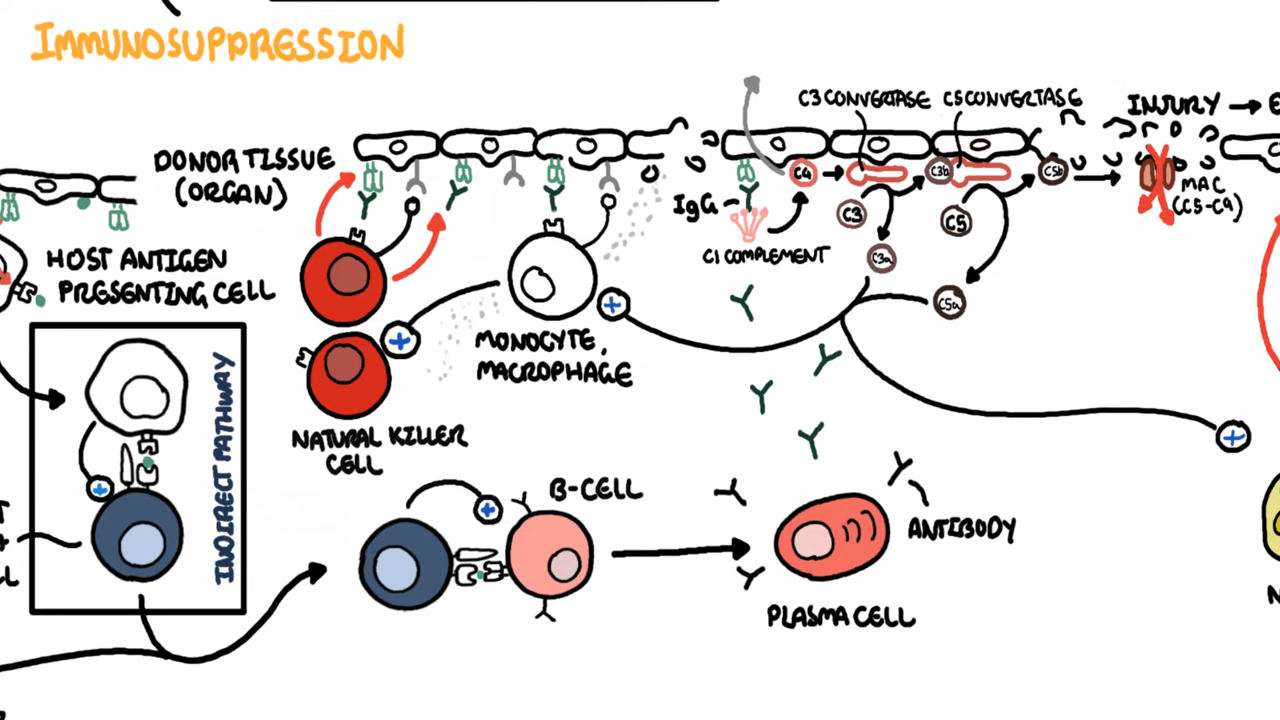 IMMUNOSUPPRESSION
C3 CONVERTASE
C5 CONVERTASE
INJURY
DONOR TISSUE
(ORGAN)
C4
C3b
C5b
MAC
(C5-C9)
IgG
C3
C5
C1 COMPLEMENT
C3a
C5a
HOST ANTIGEN
PRESENTING CELL
MONOCYTE,
MACROPHAGE
INDIRECT PATHWAY
NATURAL KILLER
CELL
B-CELL
ANTIBODY
PLASMA CELL